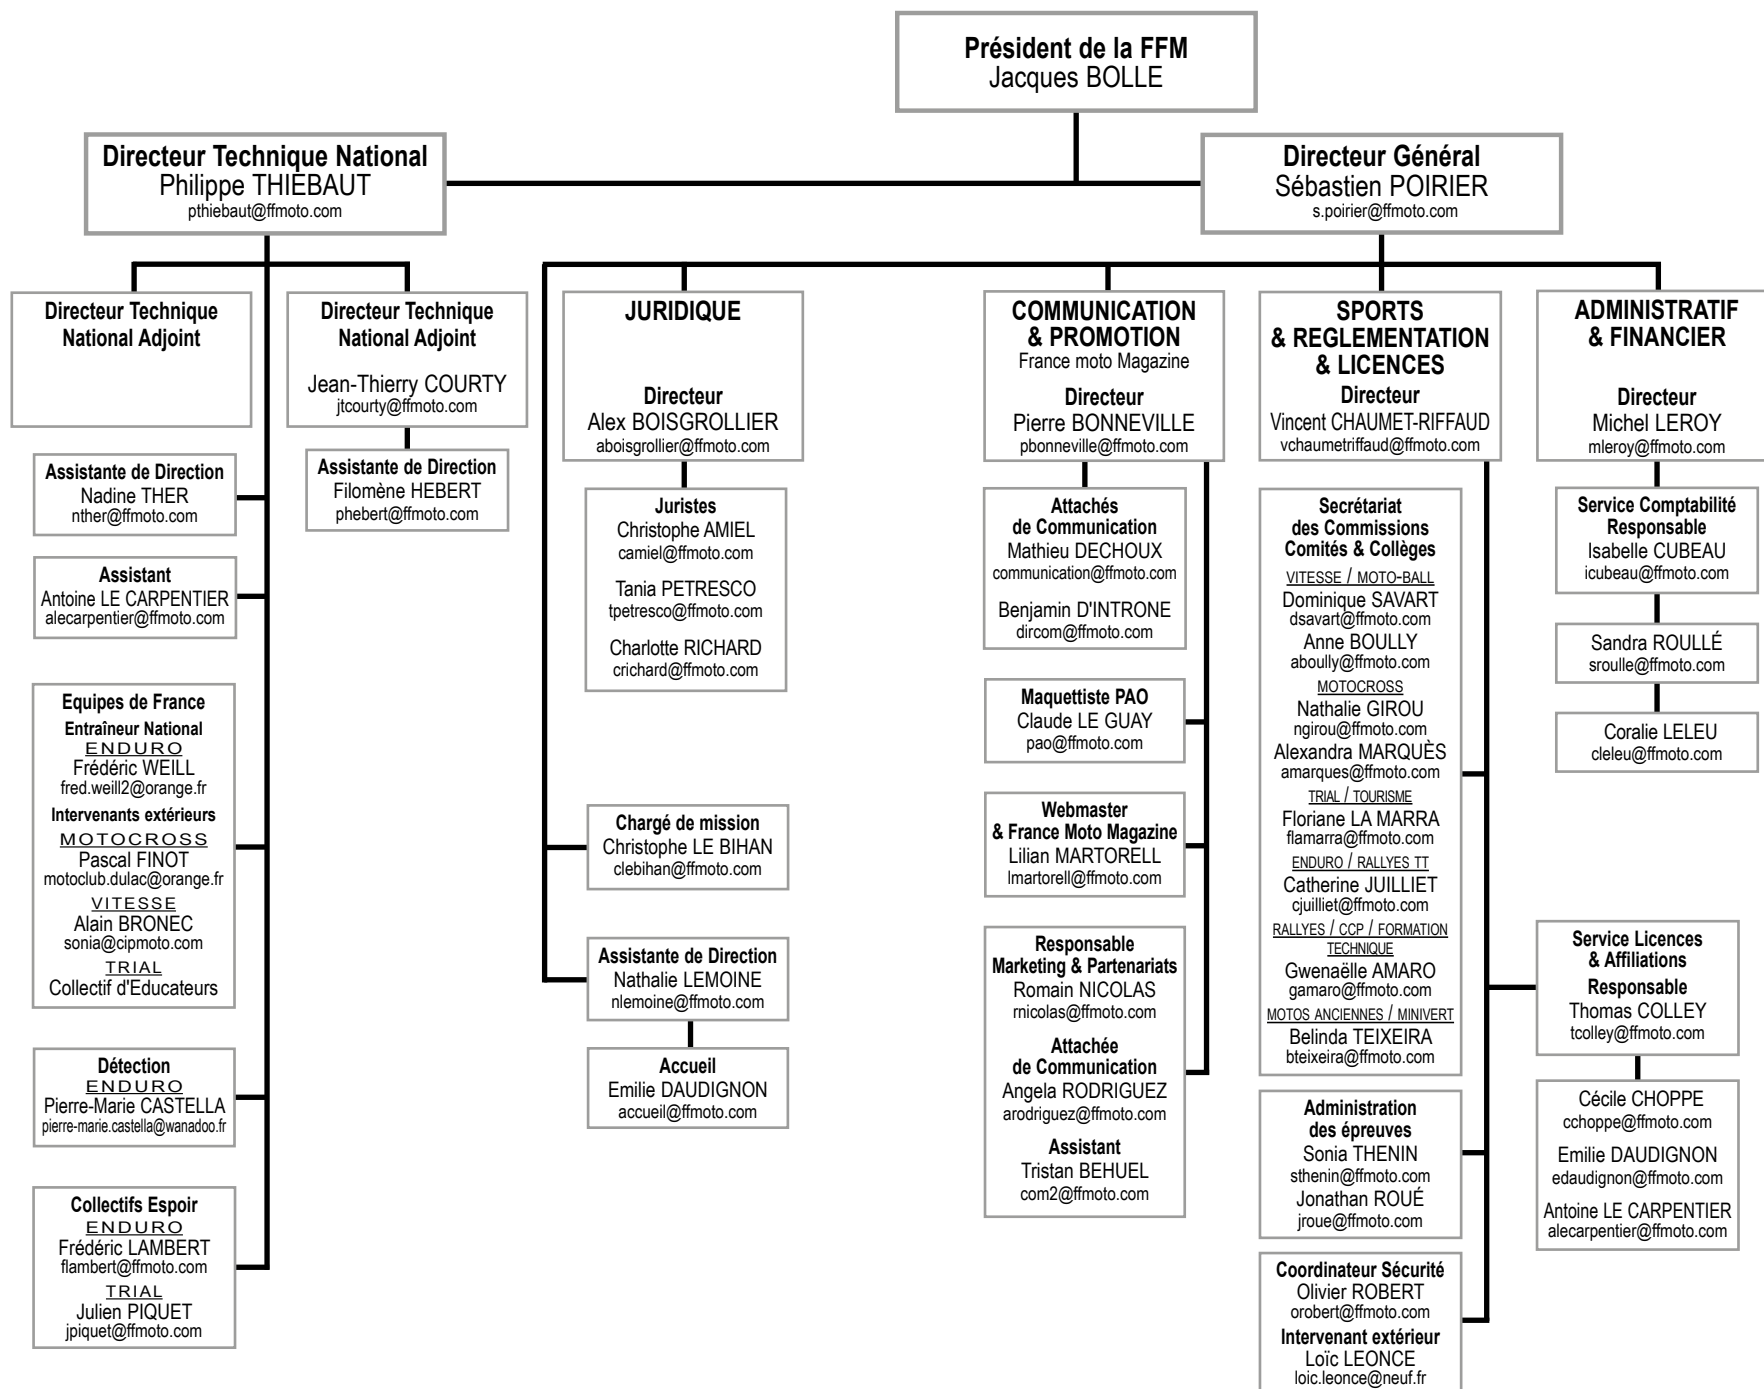 Président de la FFM
Jacques BOLLE
Directeur Technique National
Philippe THIEBAUT
pthiebaut@ffmoto.com
Directeur Général
Sébastien POIRIER
s.poirier@ffmoto.com
Directeur Technique
National Adjoint
Directeur Technique
National Adjoint
Jean-Thierry COURTY
jtcourty@ffmoto.com
Assistante de Direction
Nadine THER
nther@ffmoto.com
Assistante de Direction
Filomène HEBERT
phebert@ffmoto.com
Assistant
Antoine LE CARPENTIER
alecarpentier@ffmoto.com
Equipes de France
Entraîneur National
ENDURO
Frédéric WEILL
fred.weill2@orange.fr
Intervenants extérieurs
MOTOCROSS
Pascal FINOT
motoclub.dulac@orange.fr
VITESSE
Alain BRONEC
sonia@cipmoto.com
TRIAL
Collectif d'Educateurs
Détection
ENDURO
Pierre-Marie CASTELLA
pierre-marie.castella@wanadoo.fr
Collectifs Espoir
ENDURO
Frédéric LAMBERT
flambert@ffmoto.com
TRIAL
Julien PIQUET
jpiquet@ffmoto.com
JURIDIQUE
Directeur
Alex BOISGROLLIER
aboisgrollier@ffmoto.com
Juristes
Christophe AMIEL
camiel@ffmoto.com
Tania PETRESCO
tpetresco@ffmoto.com
Charlotte RICHARD
crichard@ffmoto.com
Chargé de mission
Christophe LE BIHAN
clebihan@ffmoto.com
Assistante de Direction
Nathalie LEMOINE
nlemoine@ffmoto.com
Accueil
Emilie DAUDIGNON
accueil@ffmoto.com
COMMUNICATION
& PROMOTION
France moto Magazine
Directeur
Pierre BONNEVILLE
pbonneville@ffmoto.com
Attachés
de Communication
Mathieu DECHOUX
communication@ffmoto.com
Benjamin D'INTRONE
dircom@ffmoto.com
Maquettiste PAO
Claude LE GUAY
pao@ffmoto.com
Webmaster
& France Moto Magazine
Lilian MARTORELL
lmartorell@ffmoto.com
Responsable
Marketing & Partenariats
Romain NICOLAS
rnicolas@ffmoto.com
Attachée
de Communication
Angela RODRIGUEZ
arodriguez@ffmoto.com
Assistant
Tristan BEHUEL
com2@ffmoto.com
SPORTS
& REGLEMENTATION
& LICENCES
Directeur
Vincent CHAUMET-RIFFAUD
vchaumetriffaud@ffmoto.com
Secrétariat
des Commissions
Comités & Collèges
VITESSE / MOTO-BALL
Dominique SAVART
dsavart@ffmoto.com
Anne BOULLY
aboully@ffmoto.com
MOTOCROSS
Nathalie GIROU
ngirou@ffmoto.com
Alexandra MARQUÈS
amarques@ffmoto.com
TRIAL / TOURISME
Floriane LA MARRA
flamarra@ffmoto.com
ENDURO / RALLYES TT
Catherine JUILLIET
cjuilliet@ffmoto.com
RALLYES / CCP / FORMATION
TECHNIQUE
Gwenaëlle AMARO
gamaro@ffmoto.com
MOTOS ANCIENNES / MINIVERT
Belinda TEIXEIRA
bteixeira@ffmoto.com
Administration
des épreuves
Sonia THENIN
sthenin@ffmoto.com
Jonathan ROUÉ
jroue@ffmoto.com
Coordinateur Sécurité
Olivier ROBERT
orobert@ffmoto.com
Intervenant extérieur
Loïc LEONCE
loic.leonce@neuf.fr
ADMINISTRATIF
& FINANCIER
Directeur
Michel LEROY
mleroy@ffmoto.com
Service Comptabilité
Responsable
Isabelle CUBEAU
icubeau@ffmoto.com
Sandra ROULLÉ
sroulle@ffmoto.com
Coralie LELEU
cleleu@ffmoto.com
Service Licences
& Affiliations
Responsable
Thomas COLLEY
tcolley@ffmoto.com
Cécile CHOPPE
cchoppe@ffmoto.com
Emilie DAUDIGNON
edaudignon@ffmoto.com
Antoine LE CARPENTIER
alecarpentier@ffmoto.com